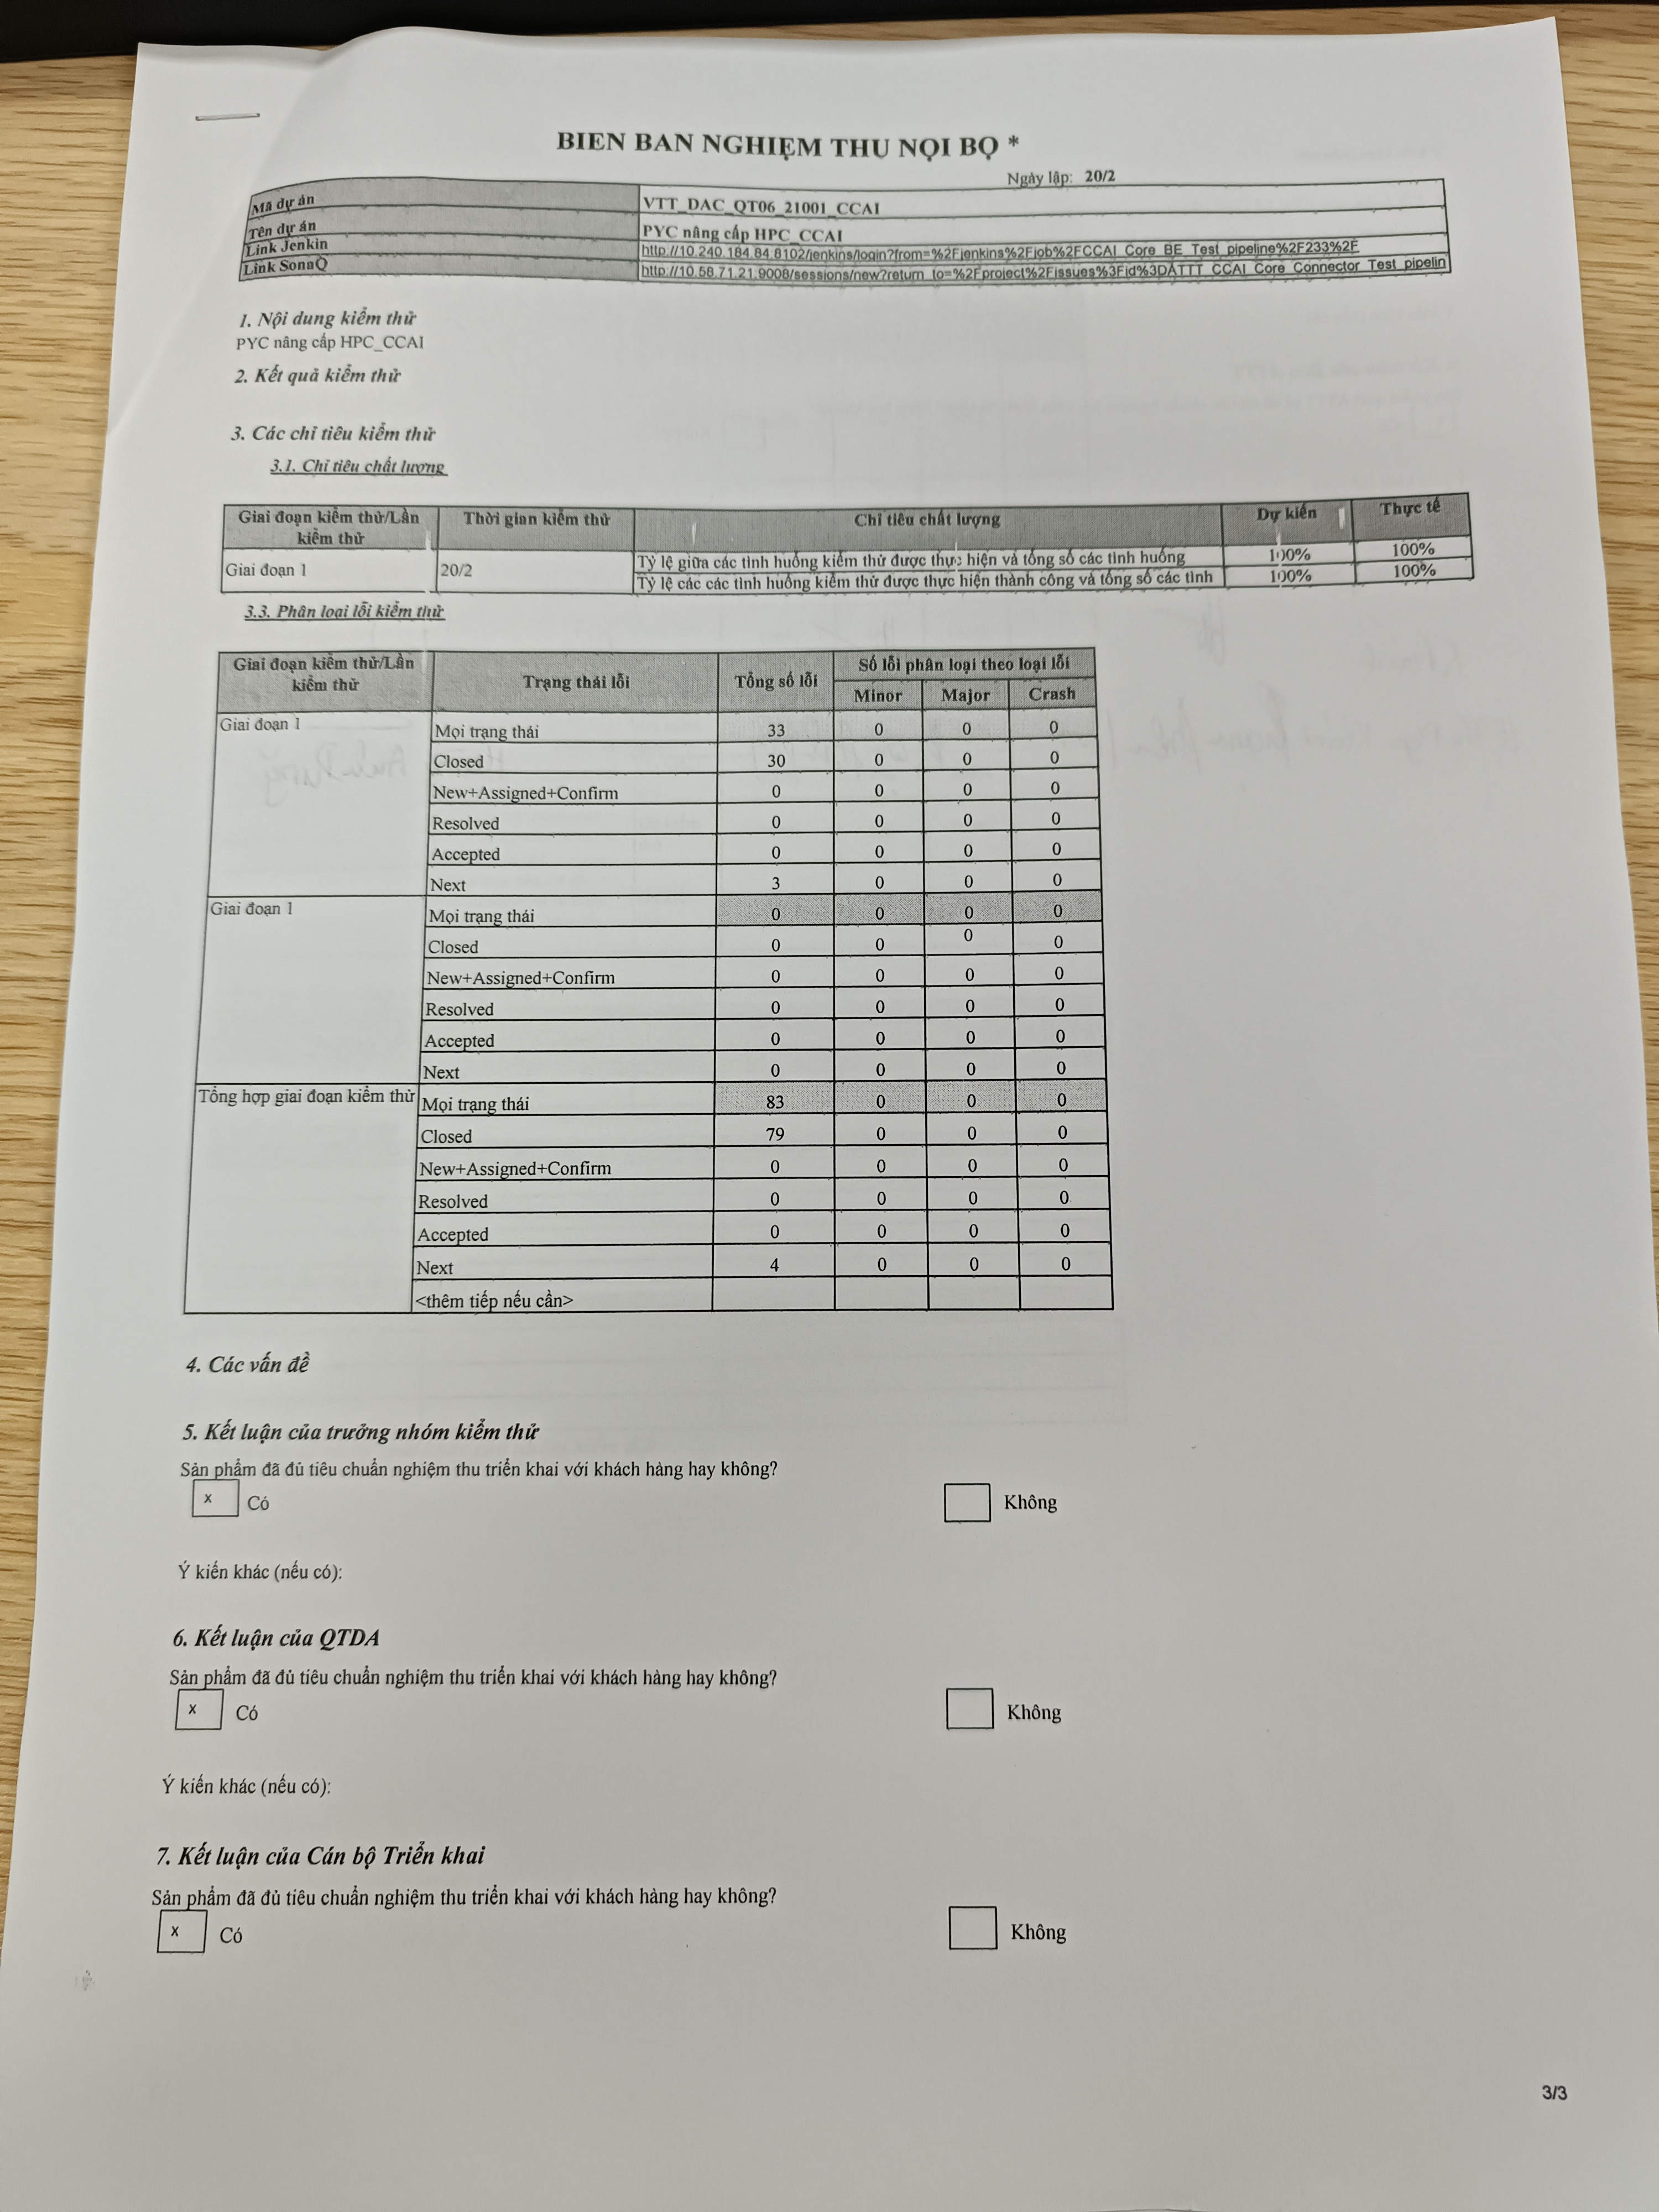 BIEN BAN NGHIỆM THU NỌI BỌ *
Ngày lập: 20/2
Mã dự án VTT_DAC_QT06_21001_CCAI
Tên dự án PYC nâng cấp HPC_CCAI
Link Jenkin http://10.240.184.84:8102/jenkins/login?from=%2Fjenkins%2Fjob%2FCCAI_Core_BE_Test_pipeline%2F233%2F
Link SonaQ http://10.58.71.21:9008/sessions/new?return_to=%2Fproject%2Fissues%3Fid%3DATTT_CCAI_Core_Connector_Test_pipelin
1. Nội dung kiểm thử
PYC nâng cấp HPC_CCAI
2. Kết quả kiểm thử
3. Các chỉ tiêu kiểm thử
3.1. Chỉ tiêu chất lượng
Giai đoạn kiểm thử/Lần kiểm thử Thời gian kiểm thử Chỉ tiêu chất lượng Dự kiến Thực tế
Giai đoạn 1 20/2 Tỷ lệ giữa các tình huống kiểm thử được thực hiện và tổng số các tình huống 100% 100%
Tỷ lệ các các tình huống kiểm thử được thực hiện thành công và tổng số các tình 100% 100%
3.3. Phân loại lỗi kiểm thử
Giai đoạn kiểm thử/Lần kiểm thử Trạng thái lỗi Tổng số lỗi Số lỗi phân loại theo loại lỗi
Minor Major Crash
Giai đoạn 1 Mọi trạng thái 33 0 0 0
Closed 30 0 0 0
New+Assigned+Confirm 0 0 0 0
Resolved 0 0 0 0
Accepted 0 0 0 0
Next 3 0 0 0
Giai đoạn 1 Mọi trạng thái 0 0 0 0
Closed 0 0 0 0
New+Assigned+Confirm 0 0 0 0
Resolved 0 0 0 0
Accepted 0 0 0 0
Next 0 0 0 0
Tổng hợp giai đoạn kiểm thử Mọi trạng thái 83 0 0 0
Closed 79 0 0 0
New+Assigned+Confirm 0 0 0 0
Resolved 0 0 0 0
Accepted 0 0 0 0
Next 4 0 0 0
<thêm tiếp nếu cần>
4. Các vấn đề
5. Kết luận của trưởng nhóm kiểm thử
Sản phẩm đã đủ tiêu chuẩn nghiệm thu triển khai với khách hàng hay không?
x Có Không
Ý kiến khác (nếu có):
6. Kết luận của QTDA
Sản phẩm đã đủ tiêu chuẩn nghiệm thu triển khai với khách hàng hay không?
x Có Không
Ý kiến khác (nếu có):
7. Kết luận của Cán bộ Triển khai
Sản phẩm đã đủ tiêu chuẩn nghiệm thu triển khai với khách hàng hay không?
x Có Không
3/3